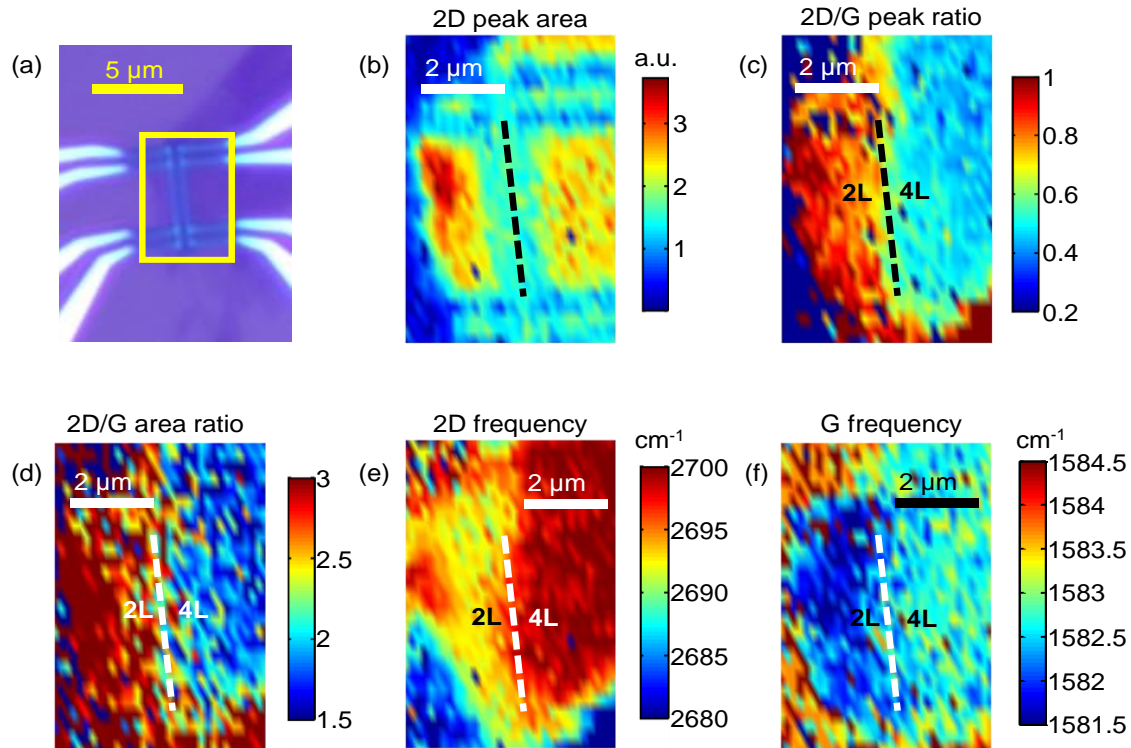 (a)
5 µm
2D peak area
(b)
2 µm
a.u.
3
2
1
2D/G peak ratio
(c)
2 µm
2L
4L
1
0.8
0.6
0.4
0.2
2D/G area ratio
(d)
2 µm
2L
4L
3
2.5
2
1.5
2D frequency
(e)
2 µm
2L
4L
cm-1
2700
2695
2690
2685
2680
G frequency
(f)
2 µm
2L
4L
cm-1
1584.5
1584
1583.5
1583
1582.5
1582
1581.5